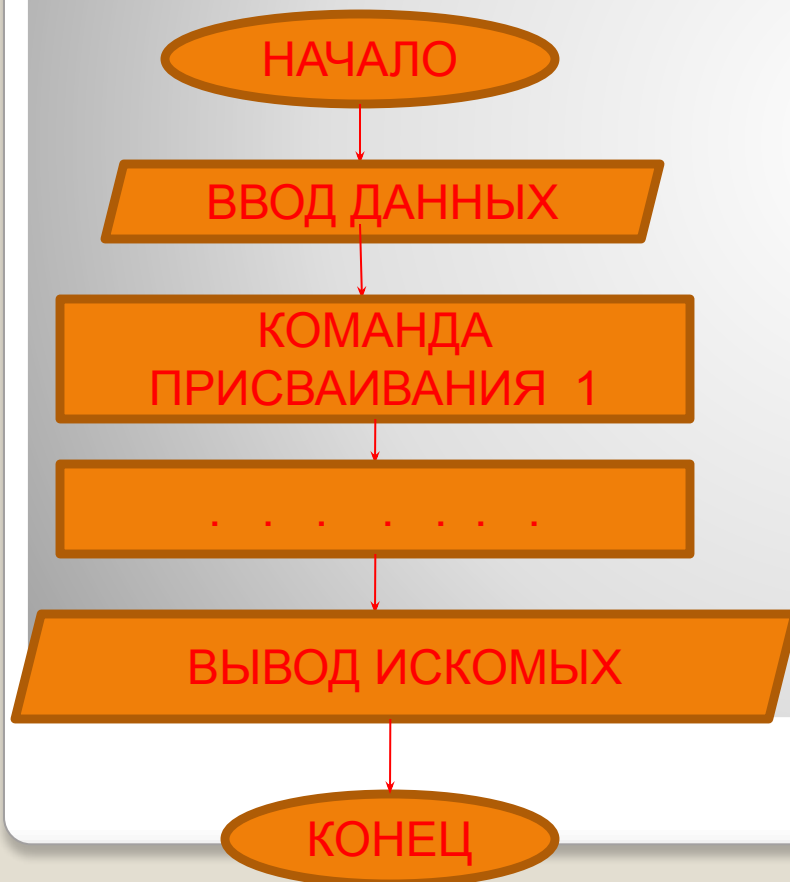 НАЧАЛО
ВВОД ДАННЫХ
КОМАНДА
ПРИСВАИВАНИЯ 1
. . . . . . .
ВЫВОД ИСКОМЫХ
КОНЕЦ